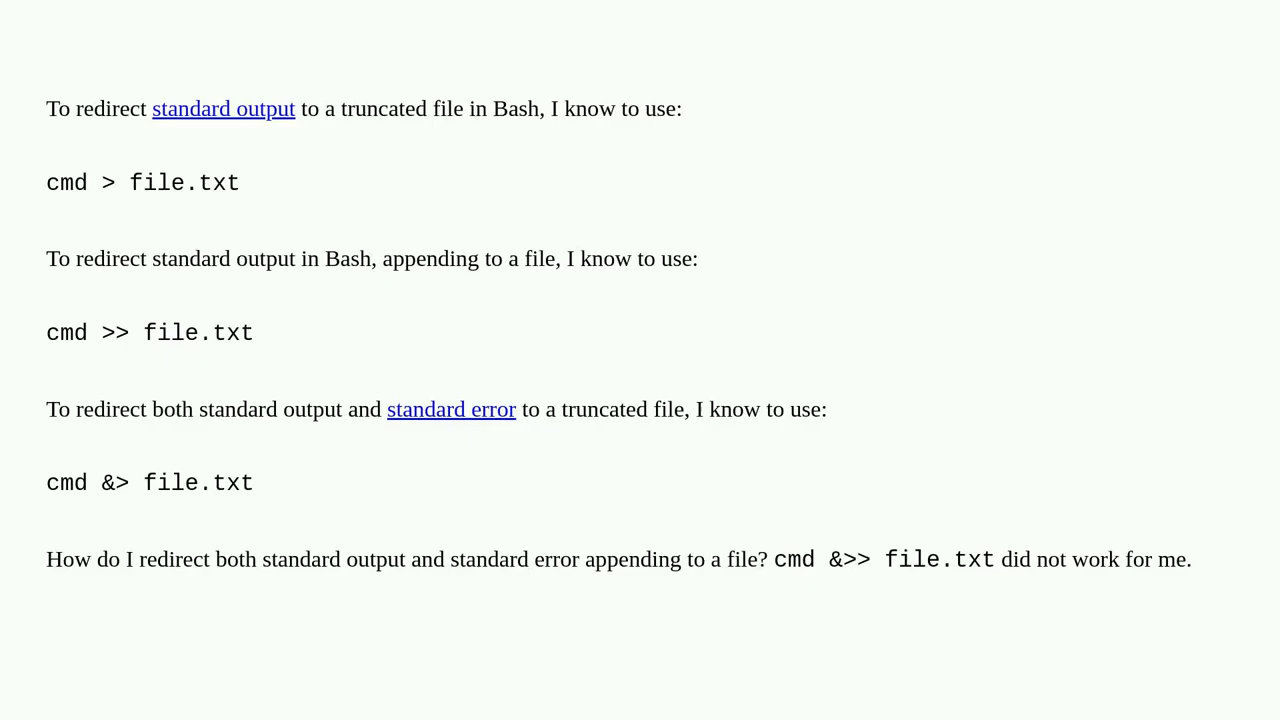 To redirect standard output to a truncated file in Bash, I know to use:
cmd > file.txt
To redirect standard output in Bash, appending to a file, I know to use:
cmd >> file.txt
To redirect both standard output and standard error to a truncated file, I know to use:
cmd &> file.txt
How do I redirect both standard output and standard error appending to a file? cmd &>> file.txt did not work for me.